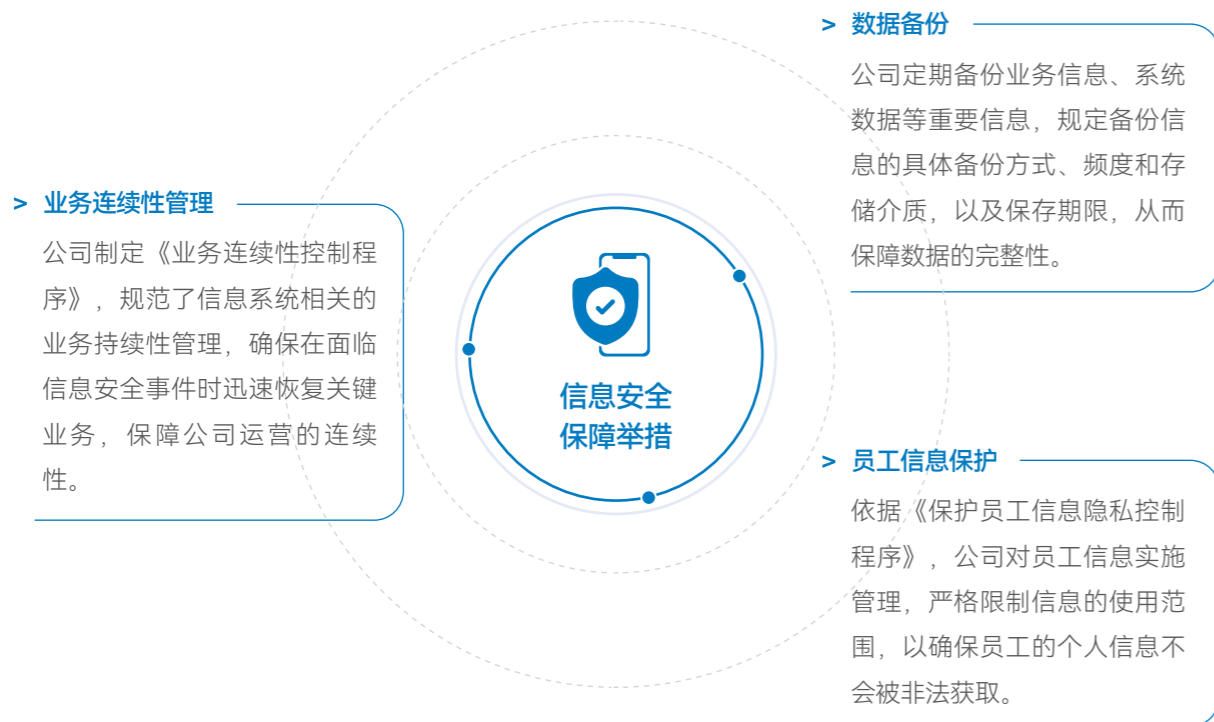 > 数据备份
公司定期备份业务信息、系统
数据等重要信息，规定备份信
息的具体备份方式、频度和存
储介质，以及保存期限，从而
保障数据的完整性。
> 业务连续性管理
公司制定《业务连续性控制程
序》，规范了信息系统相关的
业务持续性管理，确保在面临
信息安全事件时迅速恢复关键
业务，保障公司运营的连续
性。
信息安全
保障举措
> 员工信息保护
依据《保护员工信息隐私控制
程序》，公司对员工信息实施
管理，严格限制信息的使用范
围，以确保员工的个人信息不
会被非法获取。